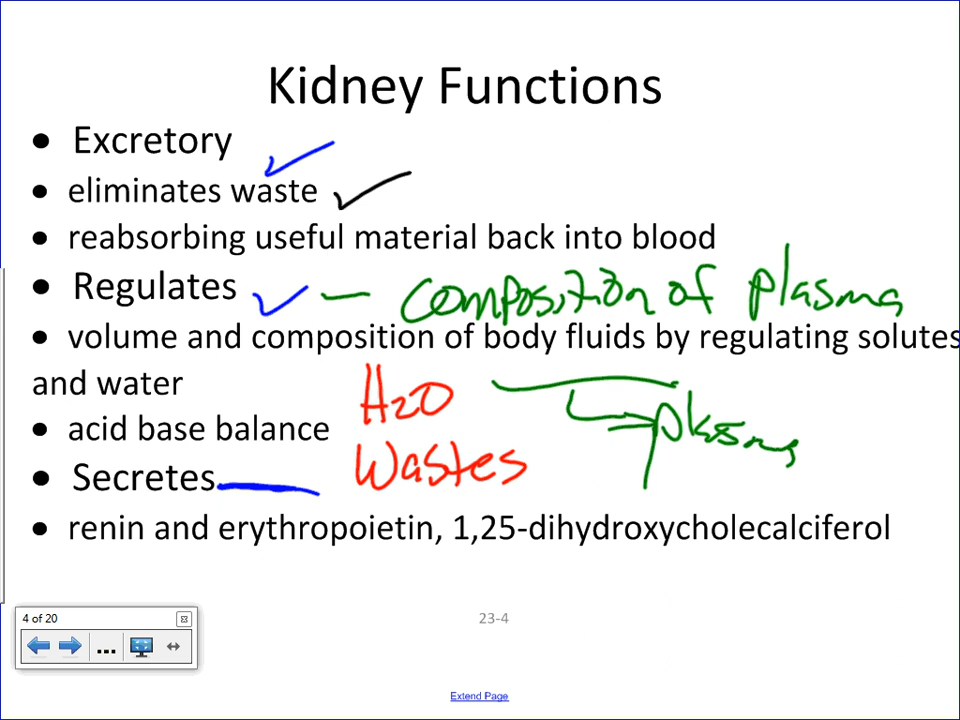 Kidney Functions
• Excretory
• eliminates waste
• reabsorbing useful material back into blood
• Regulates – composition of plasma
• volume and composition of body fluids by regulating solutes
and water
H2O
plasma
• acid base balance
Wastes
• Secretes
• renin and erythropoietin, 1,25-dihydroxycholecalciferol
23-4
4 of 20
...
Extend Page